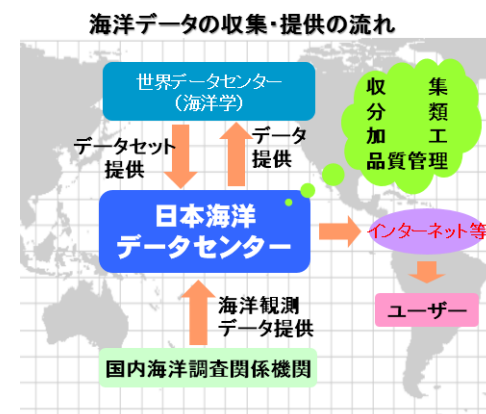 海洋データの収集・提供の流れ
世界データセンター
（海洋学）
収　　集
分　　類
加　　工
品質管理
データセット
提供
データ
提供
日本海洋
データセンター
インターネット等
海洋観測
データ提供
ユーザー
国内海洋調査関係機関